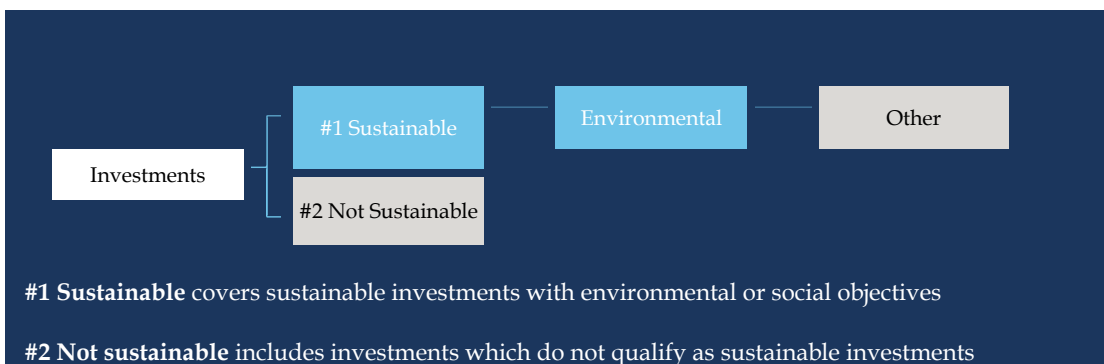 #1 Sustainable
Environmental
Other
Investments
#2 Not Sustainable
#1 Sustainable covers sustainable investments with environmental or social objectives
#2 Not sustainable includes investments which do not qualify as sustainable investments